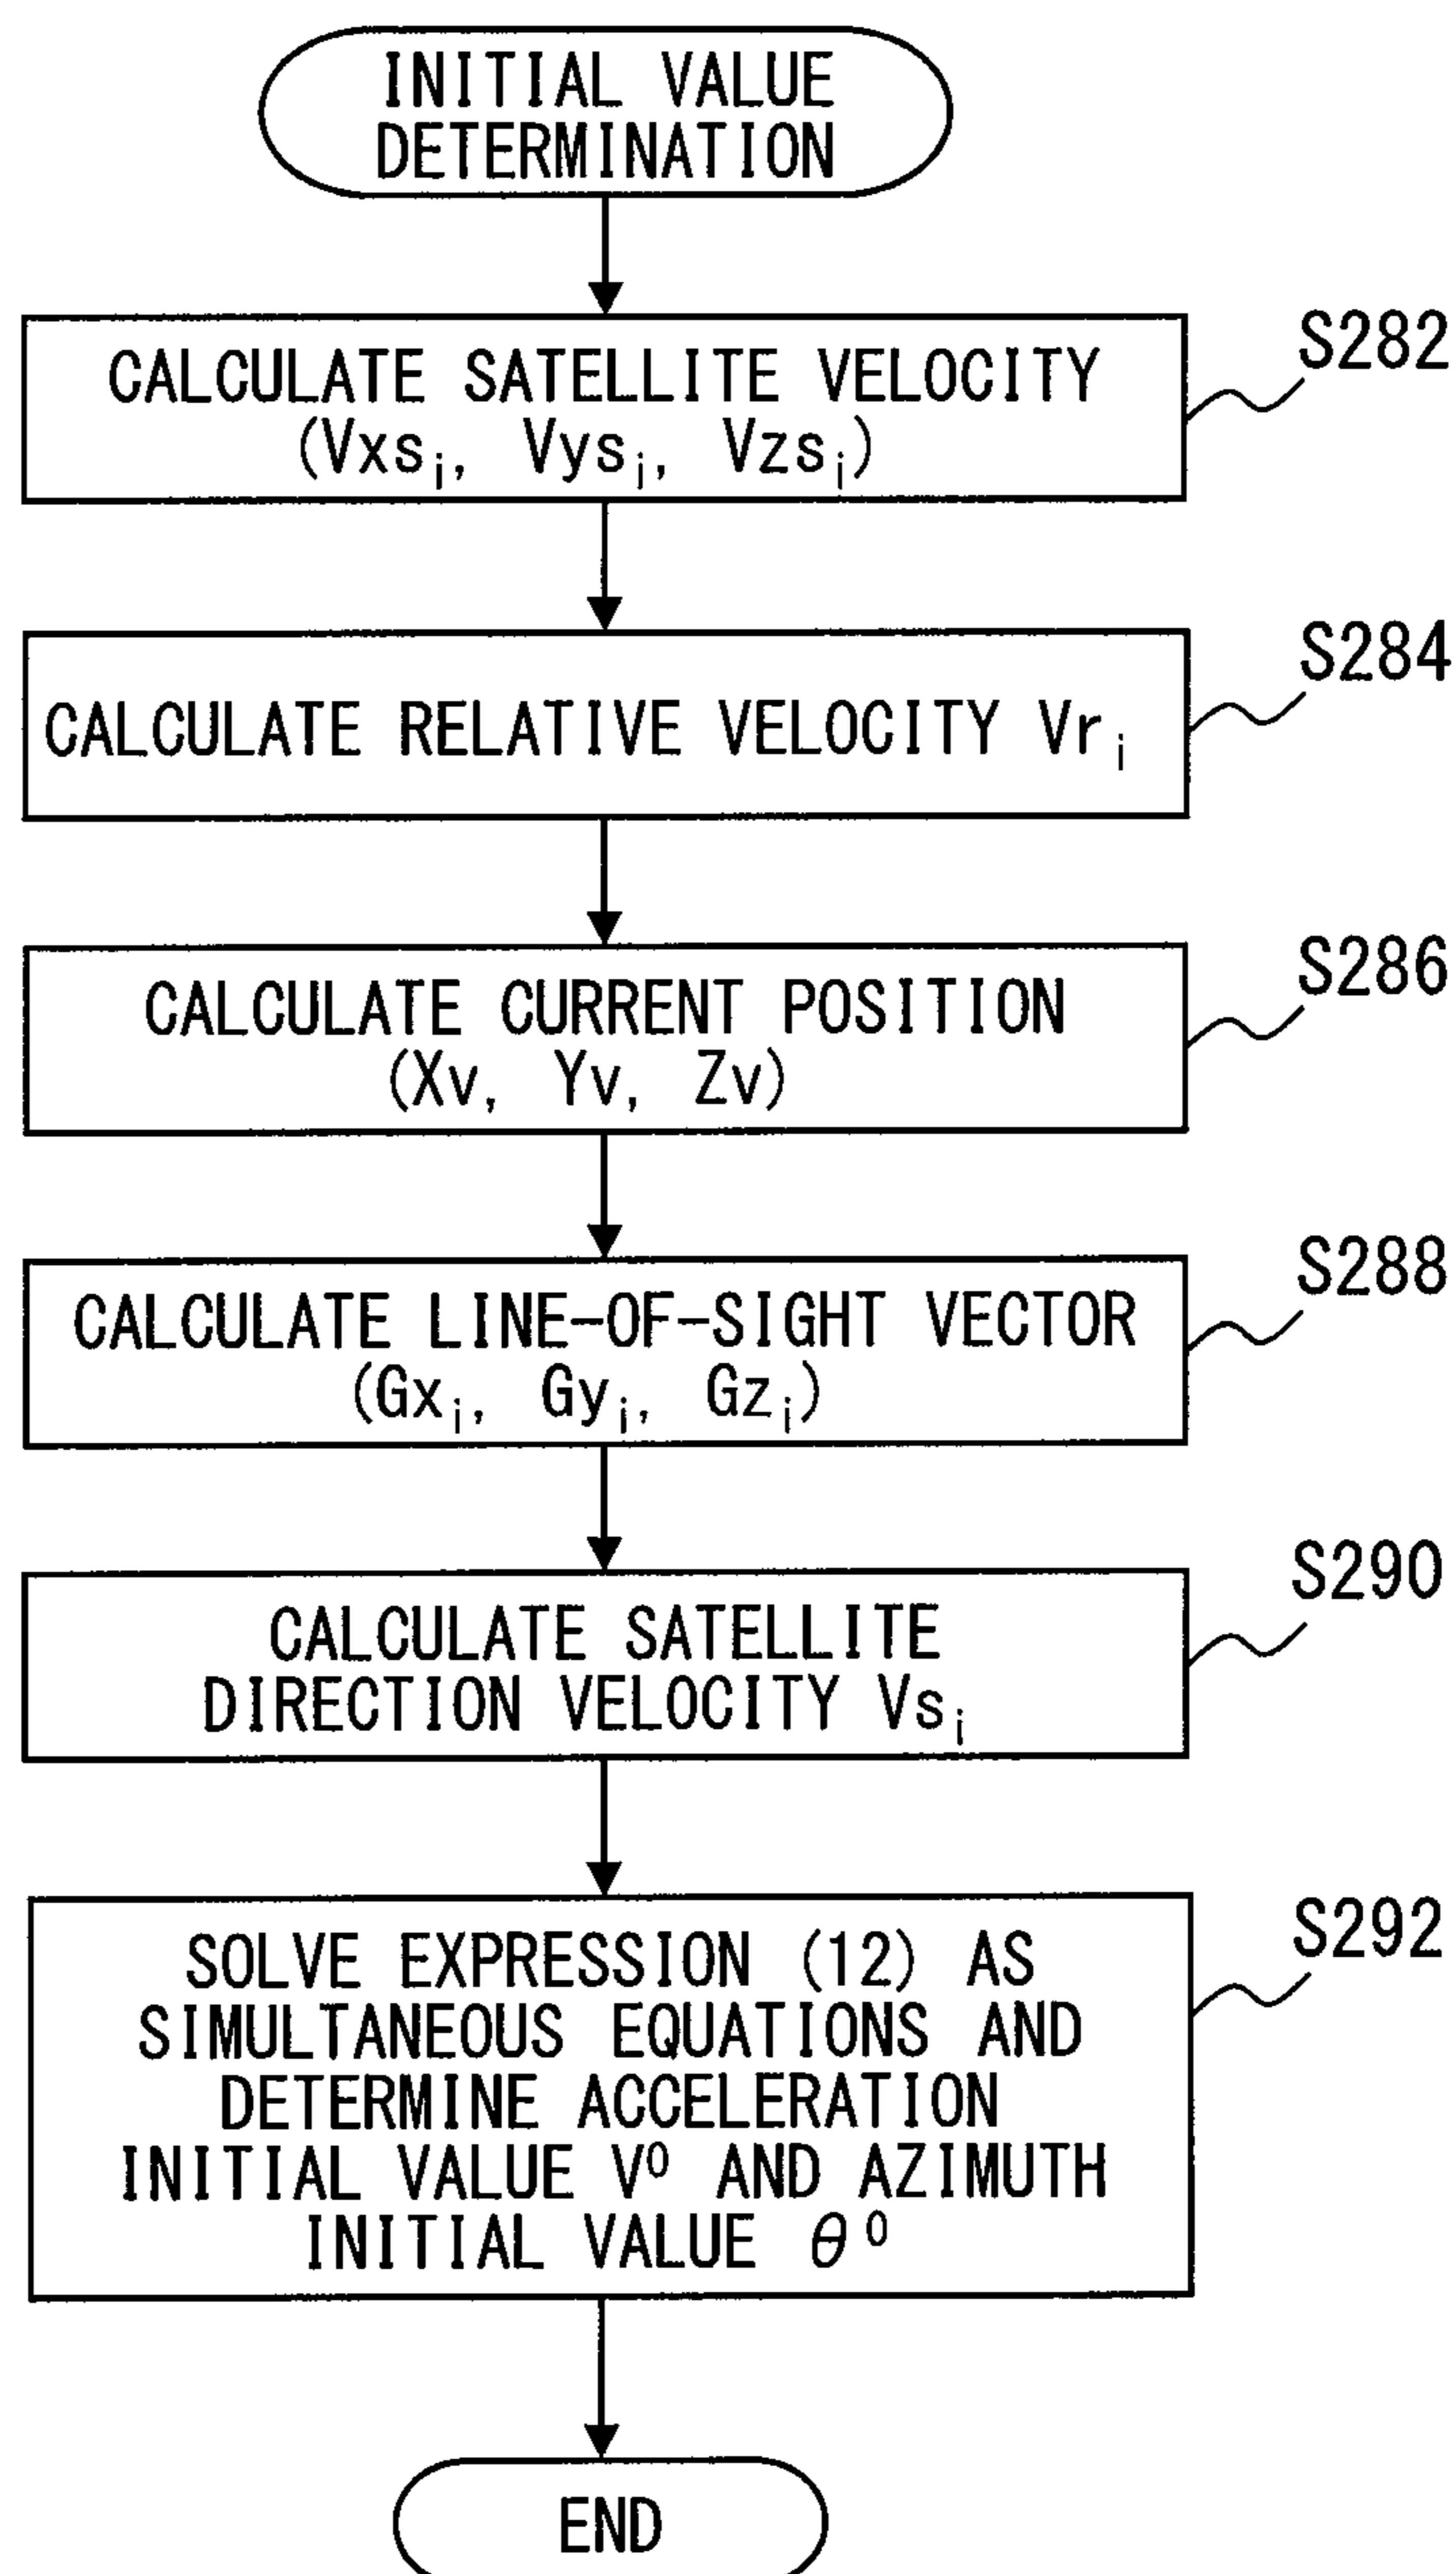 INITIAL VALUE
DETERMINATION
CALCULATE SATELLITE VELOCITY
(Vxsᵢ, Vysᵢ, Vzsᵢ)
S282
CALCULATE RELATIVE VELOCITY Vrᵢ
S284
CALCULATE CURRENT POSITION
(Xv, Yv, Zv)
S286
CALCULATE LINE-OF-SIGHT VECTOR
(Gxᵢ, Gyᵢ, Gzᵢ)
S288
CALCULATE SATELLITE
DIRECTION VELOCITY Vsᵢ
S290
SOLVE EXPRESSION (12) AS
SIMULTANEOUS EQUATIONS AND
DETERMINE ACCELERATION
INITIAL VALUE V⁰ AND AZIMUTH
INITIAL VALUE θ⁰
S292
END